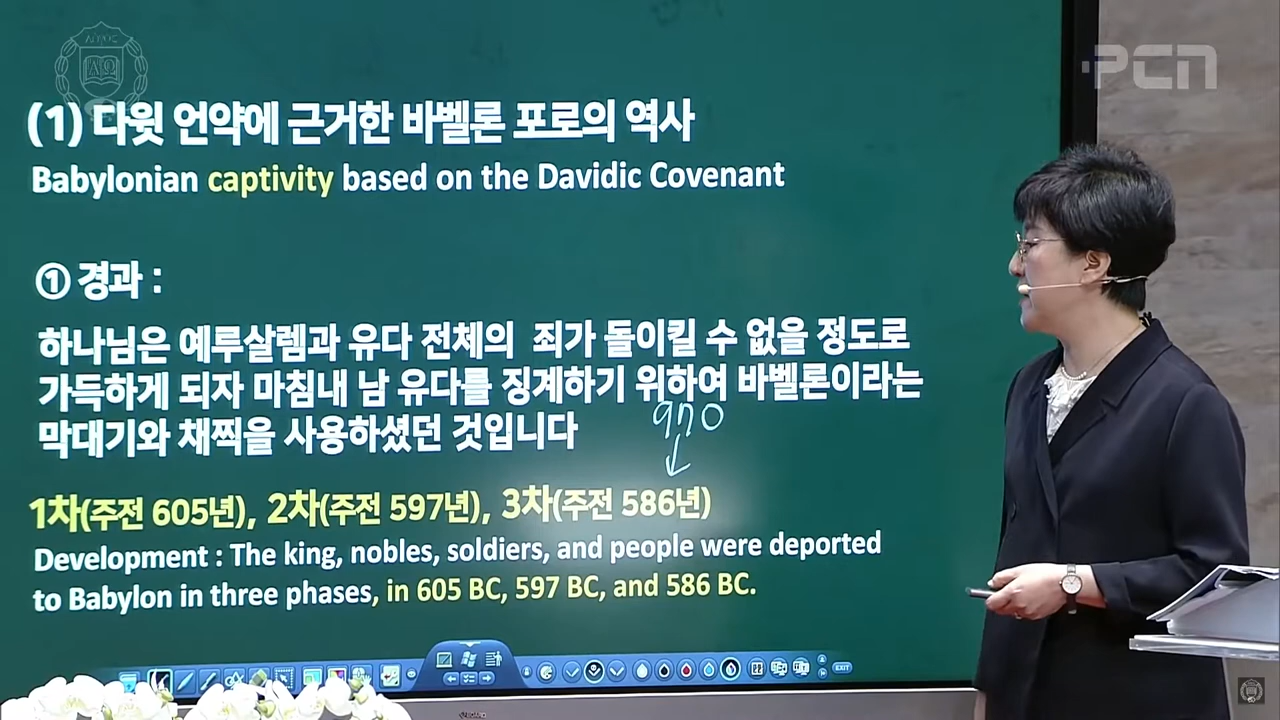 PCN
(1) 다윗 언약에 근거한 바벨론 포로의 역사
Babylonian captivity based on the Davidic Covenant
① 경과 :
하나님은 예루살렘과 유다 전체의 죄가 돌이킬 수 없을 정도로
가득하게 되자 마침내 남 유다를 징계하기 위하여 바벨론이라는
막대기와 채찍을 사용하셨던 것입니다
970
1차(주전 605년), 2차(주전 597년), 3차(주전 586년)
Development : The king, nobles, soldiers, and people were deported
to Babylon in three phases, in 605 BC, 597 BC, and 586 BC.
EXIT